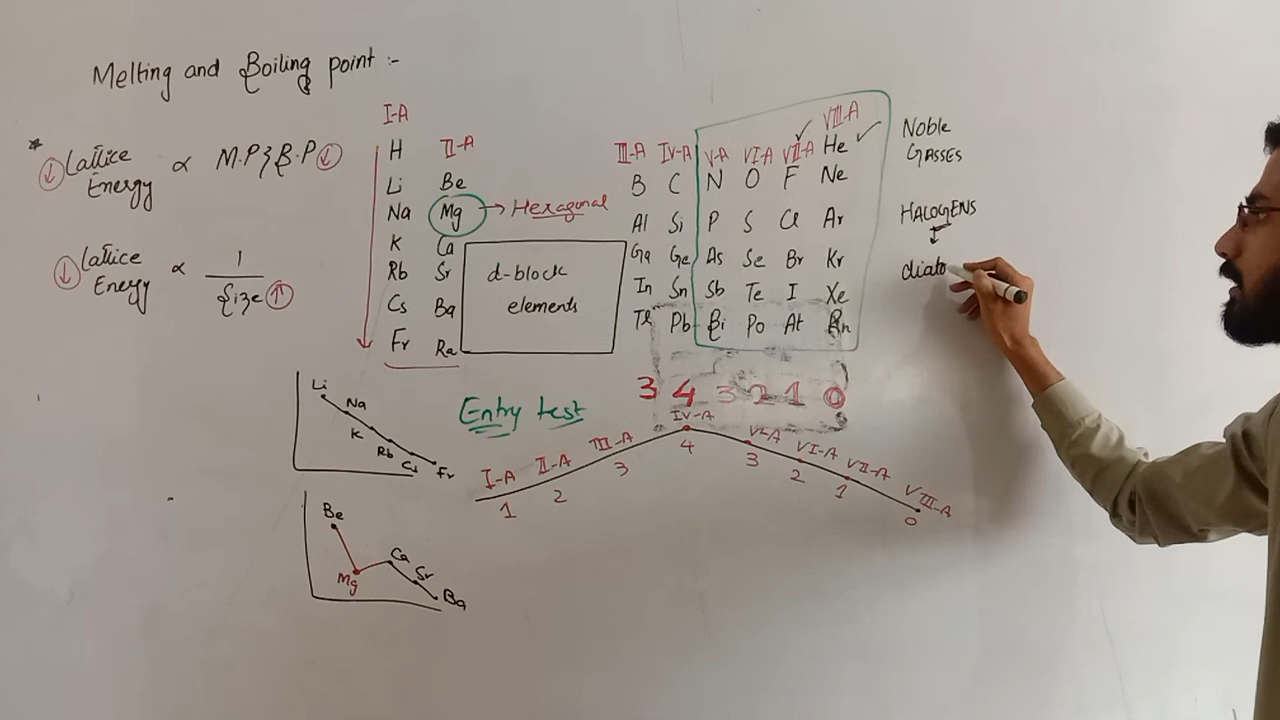 Melting and Boiling point :-
* ↓ Lattice Energy ∝ M.P & B.P ↓
↓ Lattice Energy ∝ 1 / Size ↑
I-A
H
Li
Na
K
Rb
Cs
Fr
II-A
Be
Mg → Hexagonal
Ca
Sr
Ba
Ra
d-block
elements
III-A IV-A V-A VI-A VII-A VIII-A
He
B C N O F Ne
Al Si P S Cl Ar
Ga Ge As Se Br Kr
In Sn Sb Te I Xe
Tl Pb Bi Po At Rn
3 4 3 2 1 0
Noble
GASSES
HALOGENS
diato
Entry test
Li
Na
K
Rb
Cs
Fr
Be
Mg
Ca
Sr
Ba
I-A II-A III-A IV-A V-A VI-A VII-A VIII-A
1 2 3 4 3 2 1 0